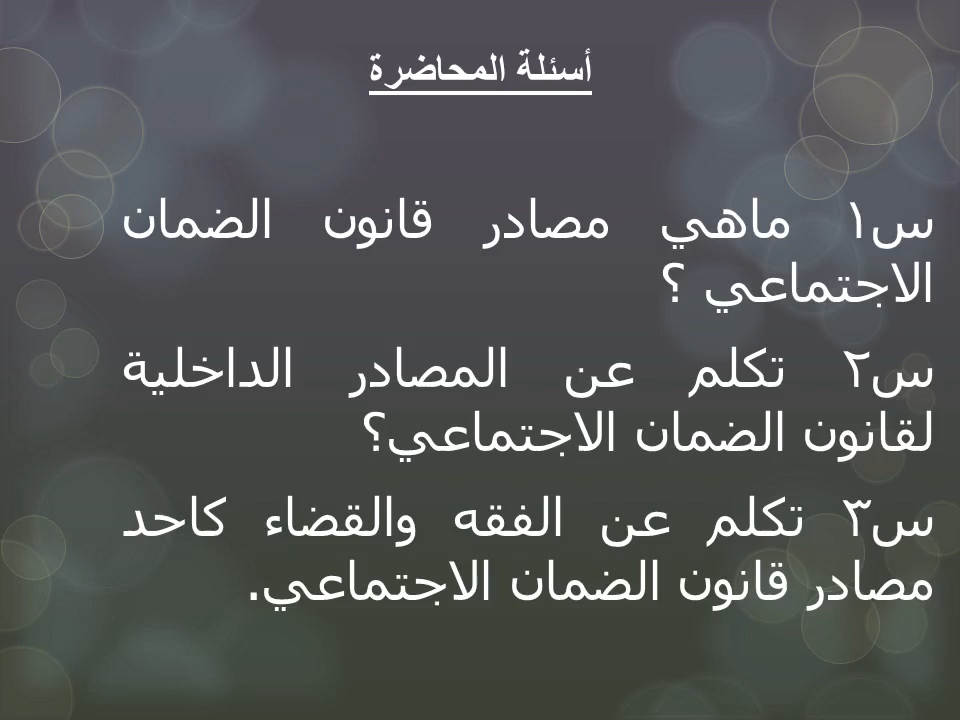 أسئلة المحاضرة
س١ ماهي مصادر قانون الضمان
الاجتماعي ؟
س٢ تكلم عن المصادر الداخلية
لقانون الضمان الاجتماعي؟
س٣ تكلم عن الفقه والقضاء كاحد
مصادر قانون الضمان الاجتماعي.